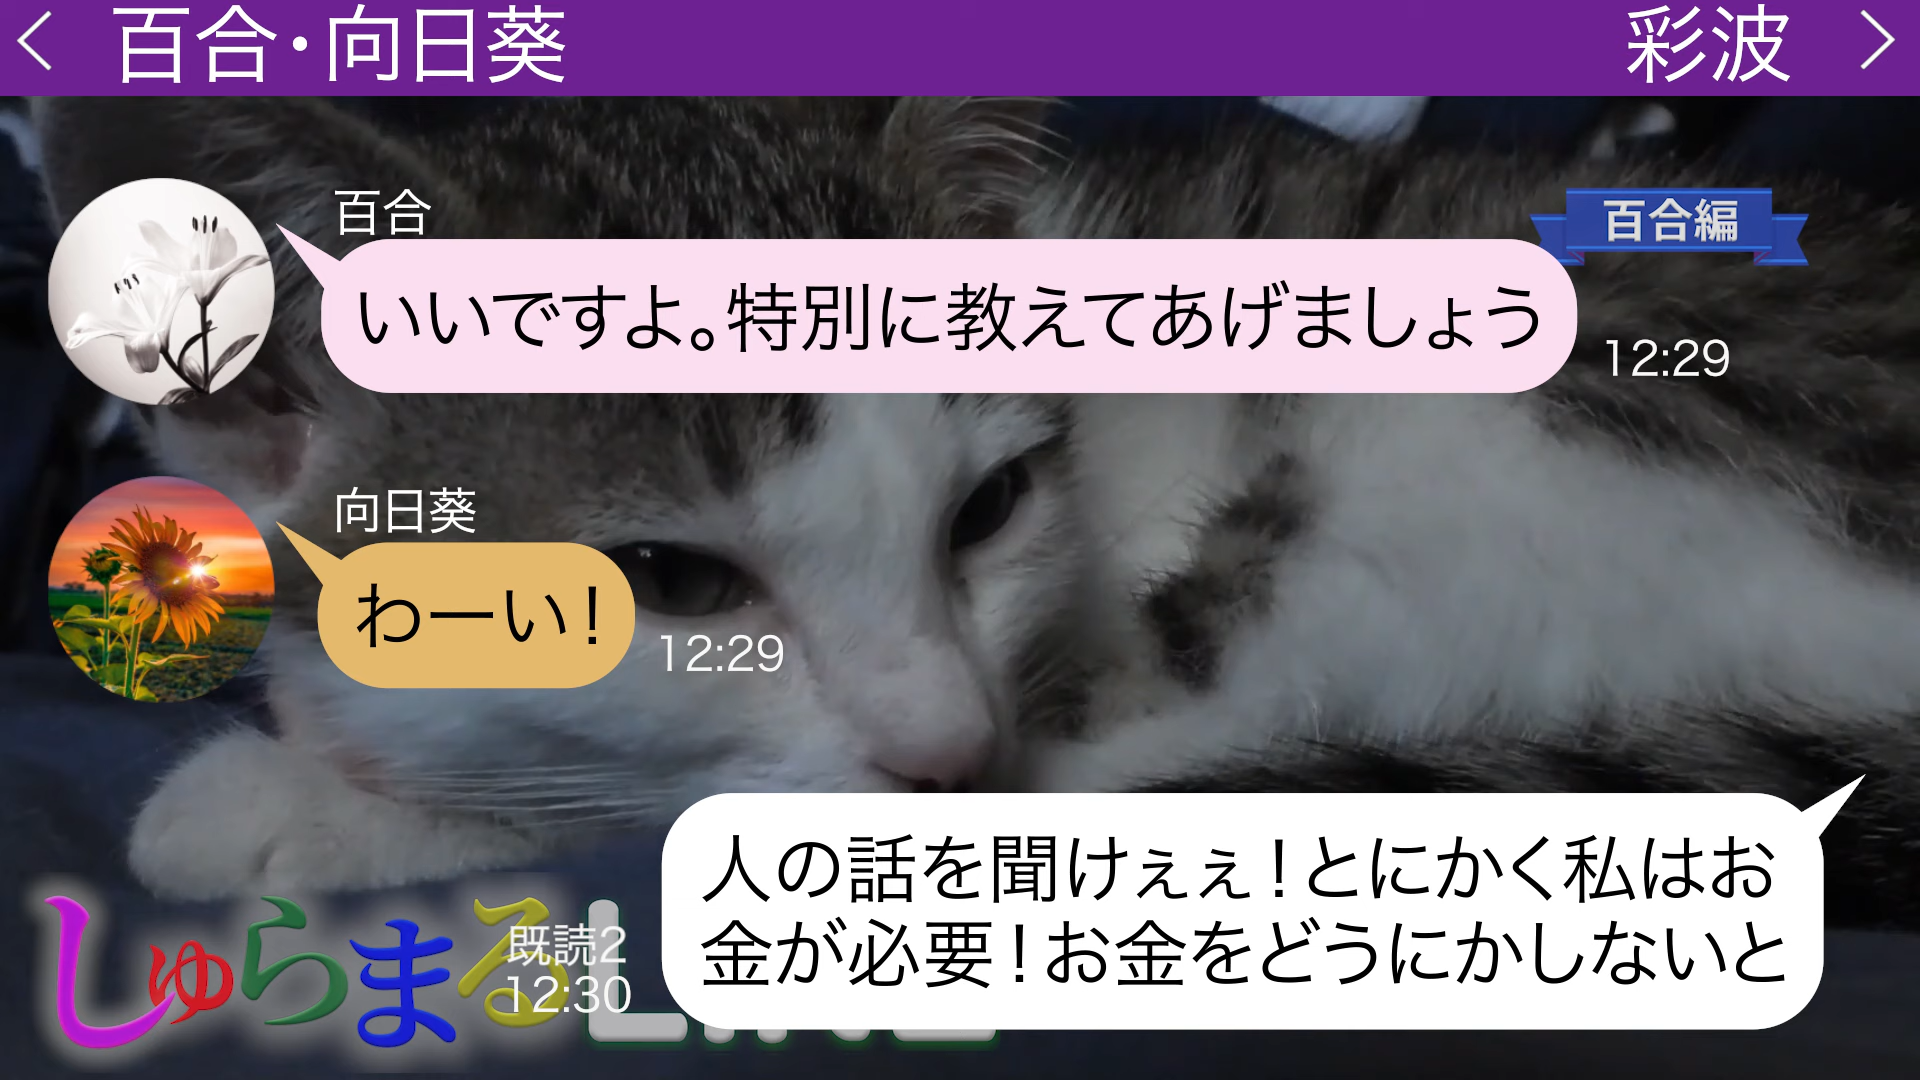 百合・向日葵
彩波
百合
百合編
いいですよ。特別に教えてあげましょう
12:29
向日葵
わーい！
12:29
人の話を聞けぇぇ！とにかく私はお
金が必要！お金をどうにかしないと
既読2
12:30
しゅらまるLINE